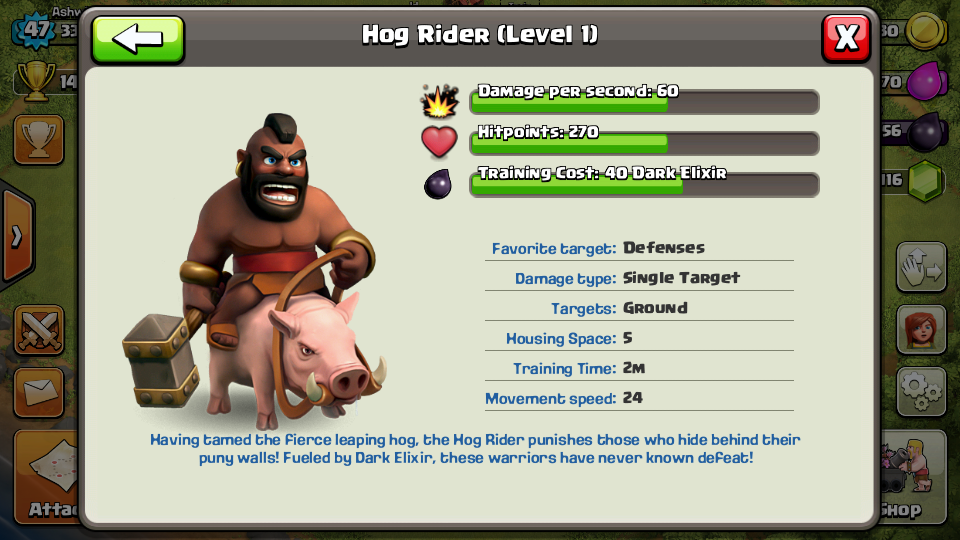 Ashw
Hog Rider (Level 1)
47
Damage per second: 60
Hitpoints: 270
Training Cost: 40 Dark Elixir
Favorite target: Defenses
Damage type: Single Target
Targets: Ground
Housing Space: 5
Training Time: 2m
Movement speed: 24
Having tamed the fierce leaping hog, the Hog Rider punishes those who hide behind their
puny walls! Fueled by Dark Elixir, these warriors have never known defeat!
Attac
Shop